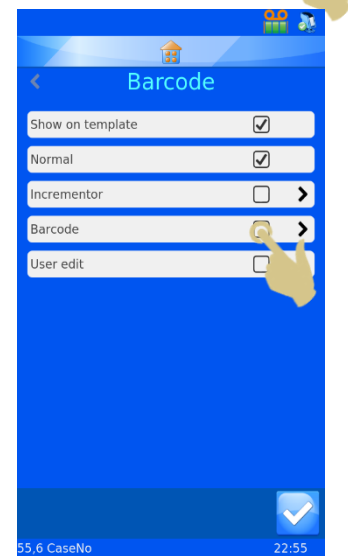 Barcode
Show on template
Normal
Incrementor
Barcode
User edit
55,6 CaseNo 22:55